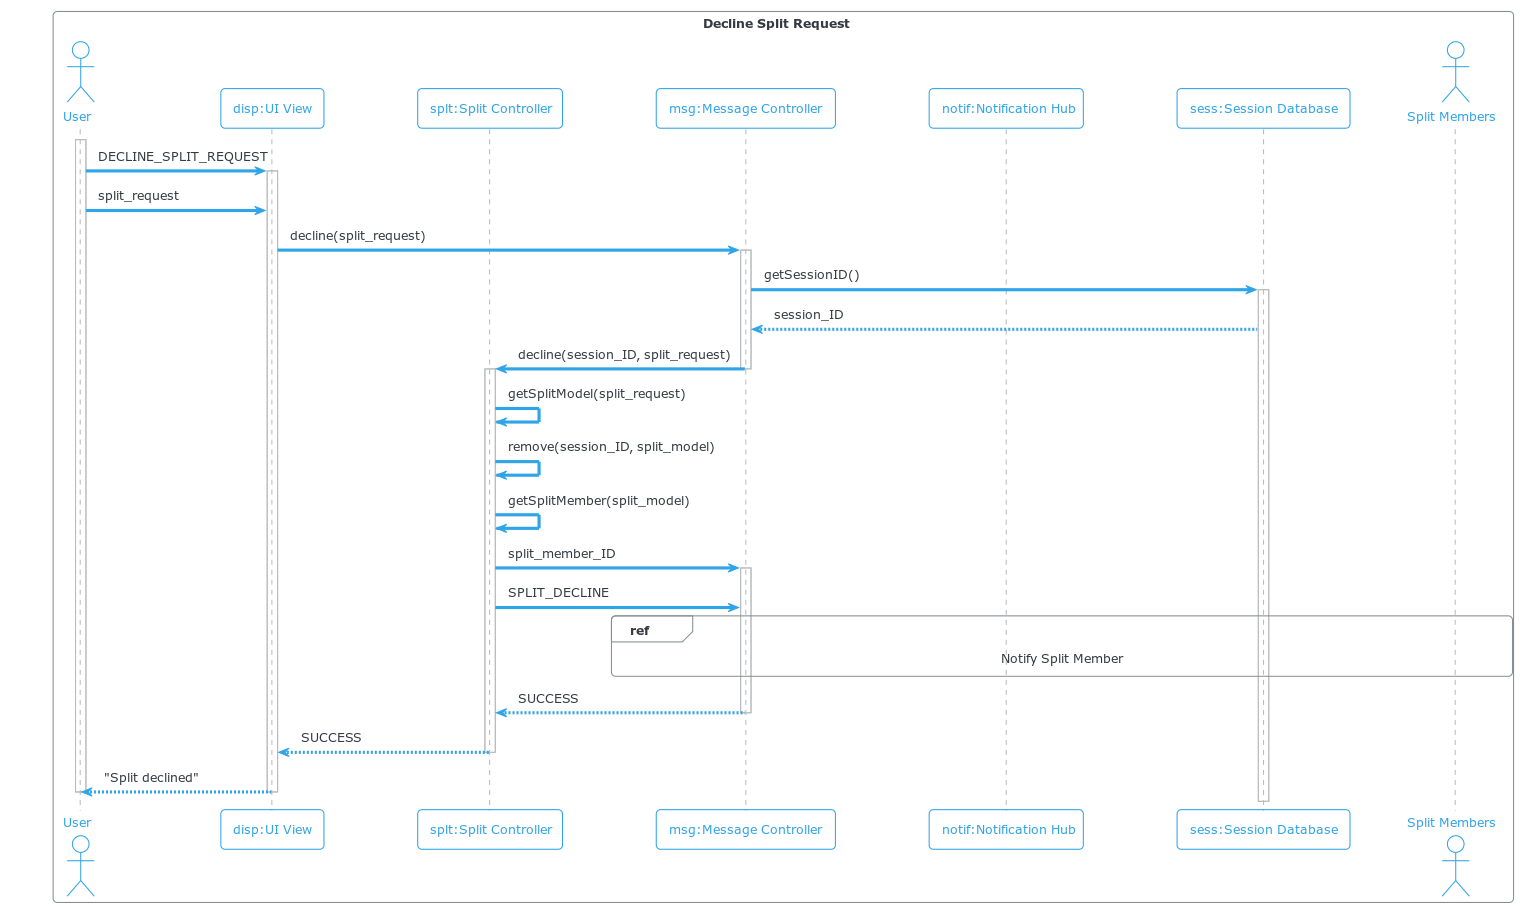 Decline Split Request
User
disp:UI View
splt:Split Controller
msg:Message Controller
notif:Notification Hub
sess:Session Database
Split Members
DECLINE_SPLIT_REQUEST
split_request
decline(split_request)
getSessionID()
session_ID
decline(session_ID, split_request)
getSplitModel(split_request)
remove(session_ID, split_model)
getSplitMember(split_model)
split_member_ID
SPLIT_DECLINE
ref
Notify Split Member
SUCCESS
SUCCESS
"Split declined"
User
disp:UI View
splt:Split Controller
msg:Message Controller
notif:Notification Hub
sess:Session Database
Split Members